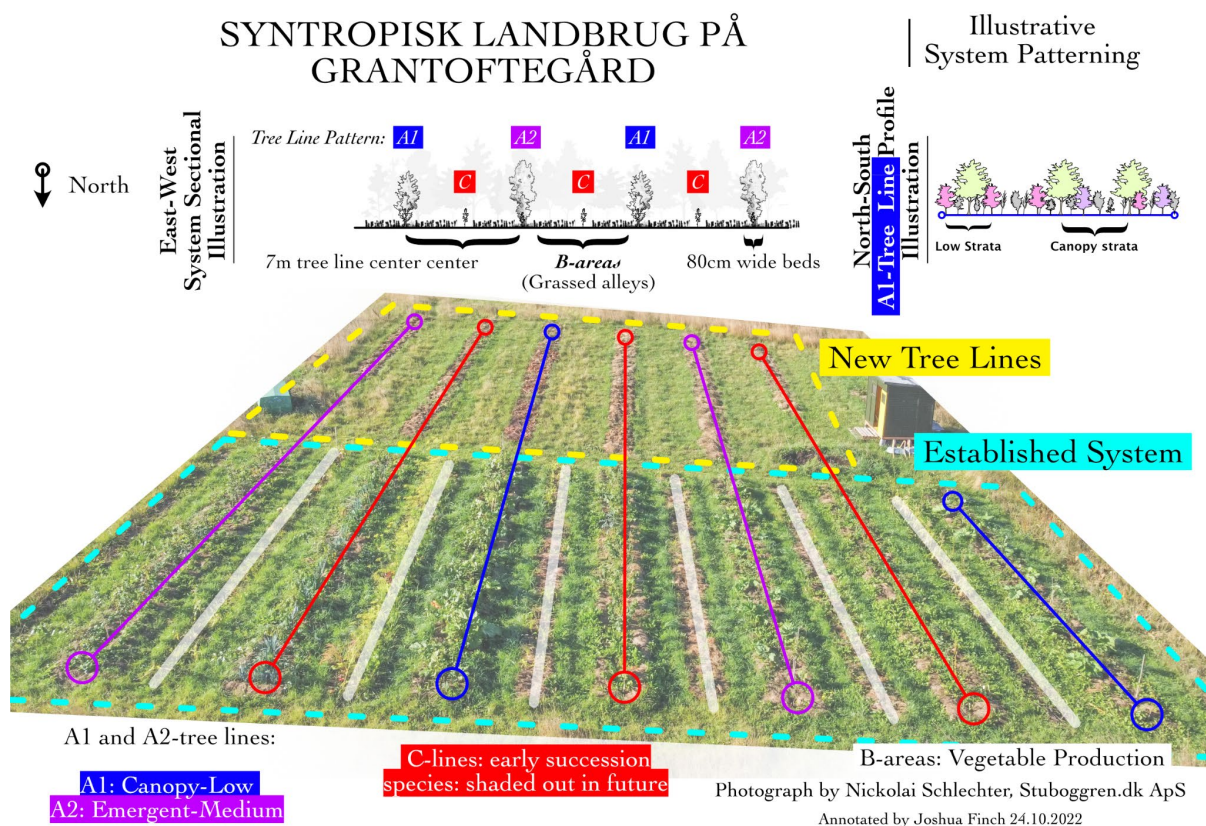 SYNTROPISK LANDBRUG PÅ
GRANTOFTEGÅRD
Illustrative
System Patterning
North
East-West
System Sectional
Illustration
Tree Line Pattern:
A1
A2
A1
A2
C
C
C
7m tree line center center
B-areas
(Grassed alleys)
80cm wide beds
North-South
A1-Tree Line Profile
Illustration
Low Strata
Canopy strata
New Tree Lines
Established System
A1 and A2-tree lines:
A1: Canopy-Low
A2: Emergent-Medium
C-lines: early succession
species: shaded out in future
B-areas: Vegetable Production
Photograph by Nickolai Schlechter, Stuboggren.dk ApS
Annotated by Joshua Finch 24.10.2022